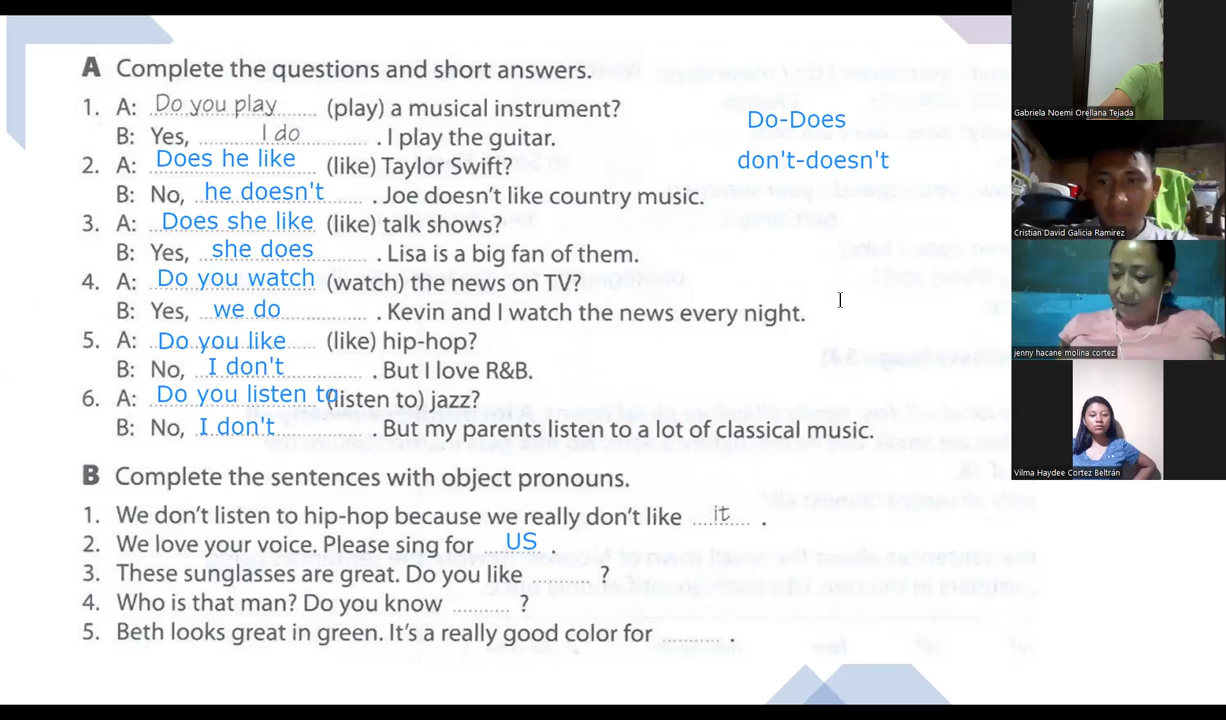 A Complete the questions and short answers.
1. A: Do you play (play) a musical instrument?
B: Yes, I do . I play the guitar.
2. A: Does he like (like) Taylor Swift?
B: No, he doesn't . Joe doesn't like country music.
3. A: Does she like (like) talk shows?
B: Yes, she does . Lisa is a big fan of them.
4. A: Do you watch (watch) the news on TV?
B: Yes, we do . Kevin and I watch the news every night.
5. A: Do you like (like) hip-hop?
B: No, I don't . But I love R&B.
6. A: Do you listen to (listen to) jazz?
B: No, I don't . But my parents listen to a lot of classical music.
Do-Does
don't-doesn't
B Complete the sentences with object pronouns.
1. We don't listen to hip-hop because we really don't like it .
2. We love your voice. Please sing for US .
3. These sunglasses are great. Do you like ?
4. Who is that man? Do you know ?
5. Beth looks great in green. It's a really good color for .
Gabriela Noemi Orellana Tejada
Cristian David Galicia Ramirez
jenny hacane molina cortez
Vilma Haydee Cortez Beltrán